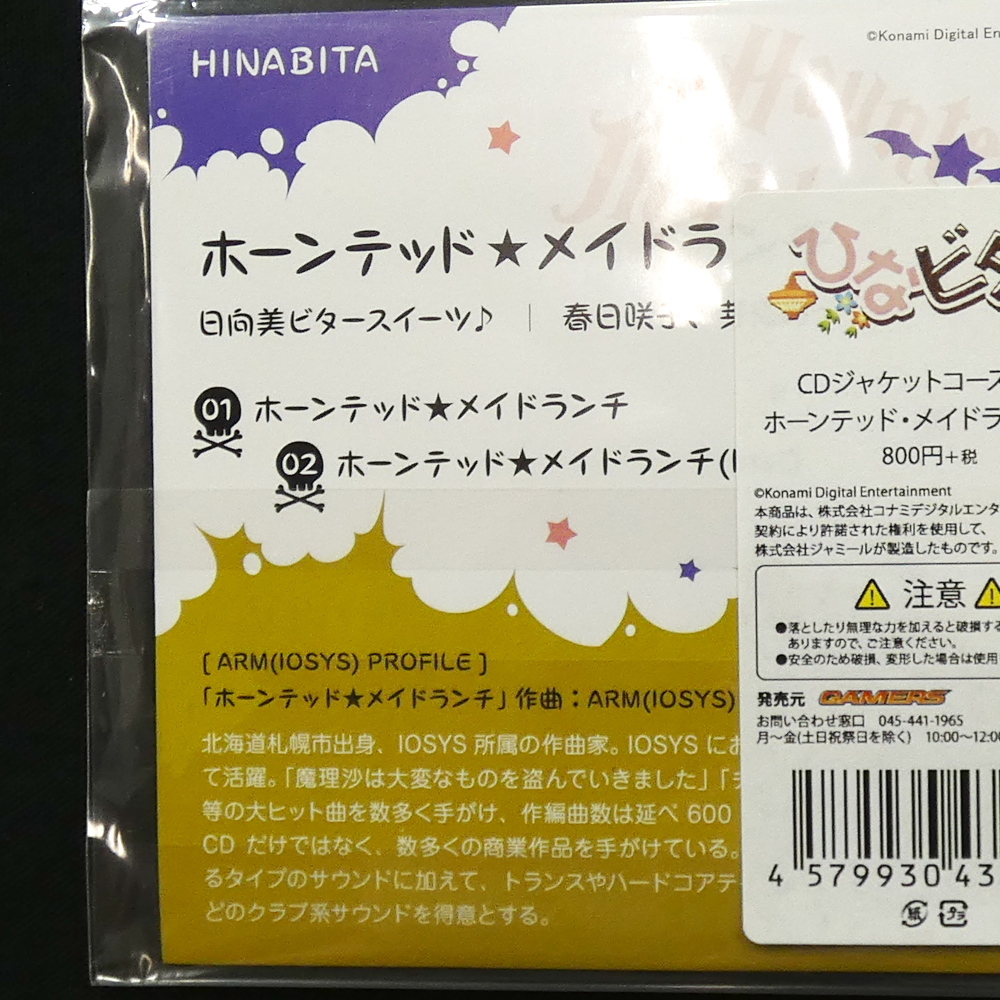 HINABITA
©Konami Digital En
Haunte
ホーンテッド★メイドラ
日向美ビタースイーツ♪ | 春日咲子、
01 ホーンテッド★メイドランチ
02 ホーンテッド★メイドランチ(
[ ARM(IOSYS) PROFILE ]
「ホーンテッド★メイドランチ」作曲：ARM(IOSYS)
北海道札幌市出身、IOSYS 所属の作曲家。IOSYS にお
て活躍。「魔理沙は大変なものを盗んでいきました」「チ
等の大ヒット曲を数多く手がけ、作編曲数は延べ 600
CD だけではなく、数多くの商業作品を手がけている。
るタイプのサウンドに加えて、トランスやハードコアテ
どのクラブ系サウンドを得意とする。
ひなビタ
CDジャケットコース
ホーンテッド・メイドラ
800円+税
©Konami Digital Entertainment
本商品は、株式会社コナミデジタルエンタ
契約により許諾された権利を使用して、
株式会社ジャミールが製造したものです。
注意
●落としたり無理な力を加えると破損する
ありますので、ご注意ください。
●安全のため破損、変形した場合は使用
発売元 GAMERS
お問い合わせ窓口 045-441-1965
月～金(土日祝祭日を除く) 10:00～12:00
4 579930 43
紙 プラ